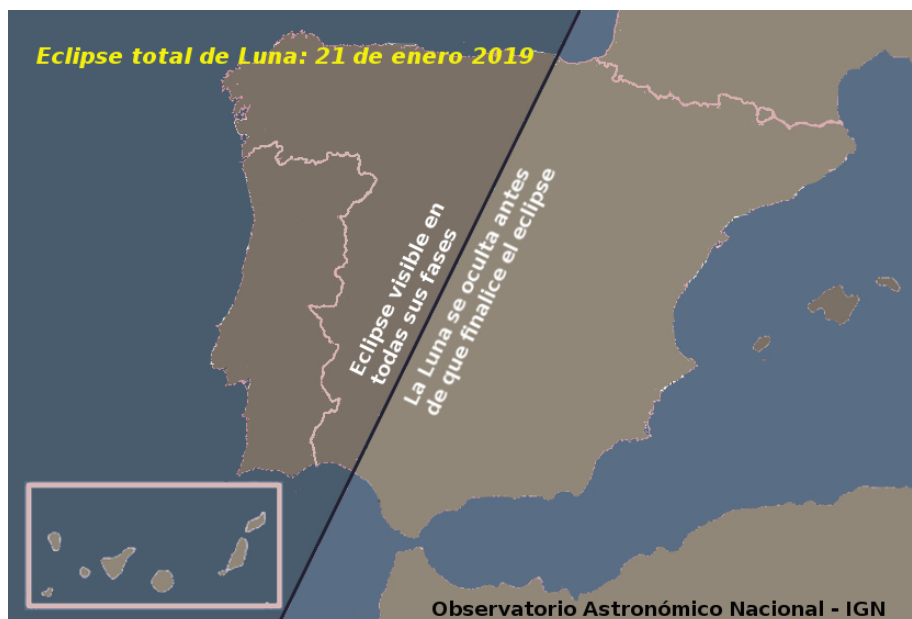 Eclipse total de Luna: 21 de enero 2019
Eclipse visible en
todas sus fases
La Luna se oculta antes
de que finalice el eclipse
Observatorio Astronómico Nacional - IGN